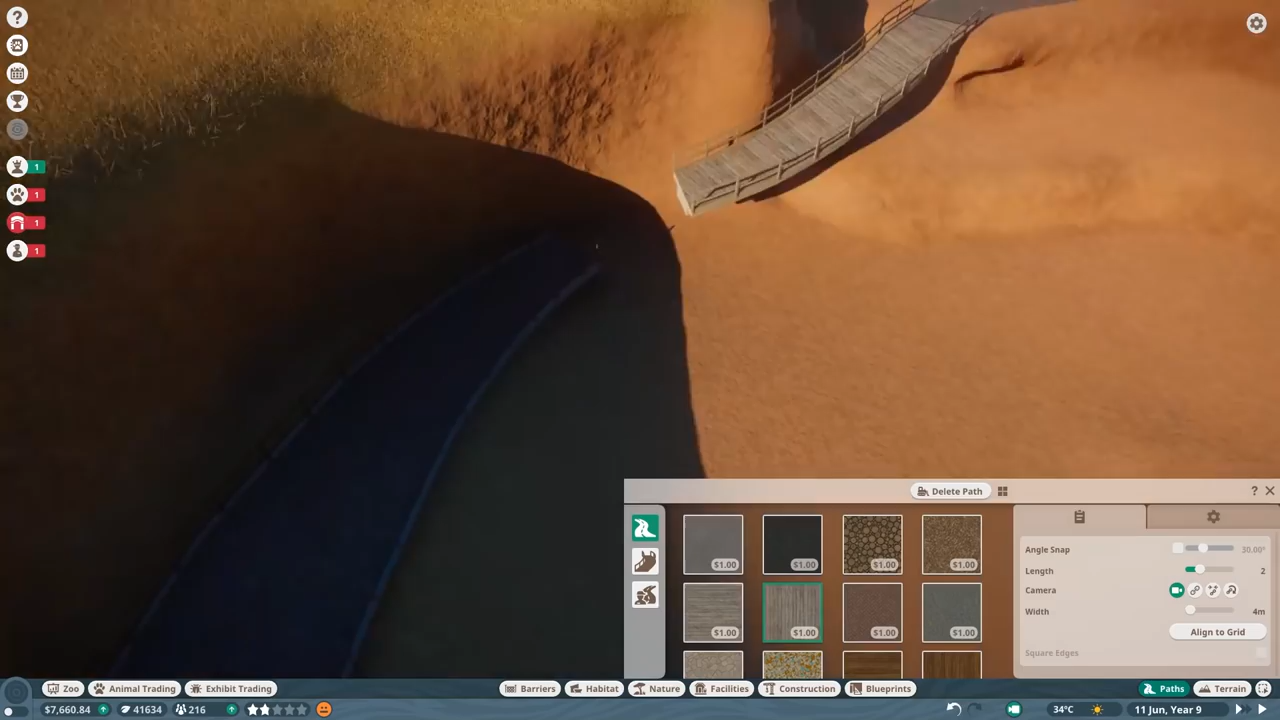 ?
1
1
1
1
Delete Path
?
$1.00
$1.00
$1.00
$1.00
$1.00
$1.00
$1.00
$1.00
Angle Snap
30.00°
Length
2
Camera
Width
4m
Align to Grid
Square Edges
Zoo
Animal Trading
Exhibit Trading
Barriers
Habitat
Nature
Facilities
Construction
Blueprints
Paths
Terrain
$7,660.84
41634
216
34°C
11 Jun, Year 9